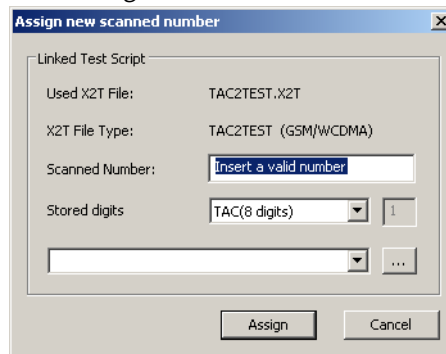 Assign new scanned number
Linked Test Script
Used X2T File: TAC2TEST.X2T
X2T File Type: TAC2TEST (GSM/WCDMA)
Scanned Number: Insert a valid number
Stored digits TAC(8 digits) 1
...
Assign Cancel